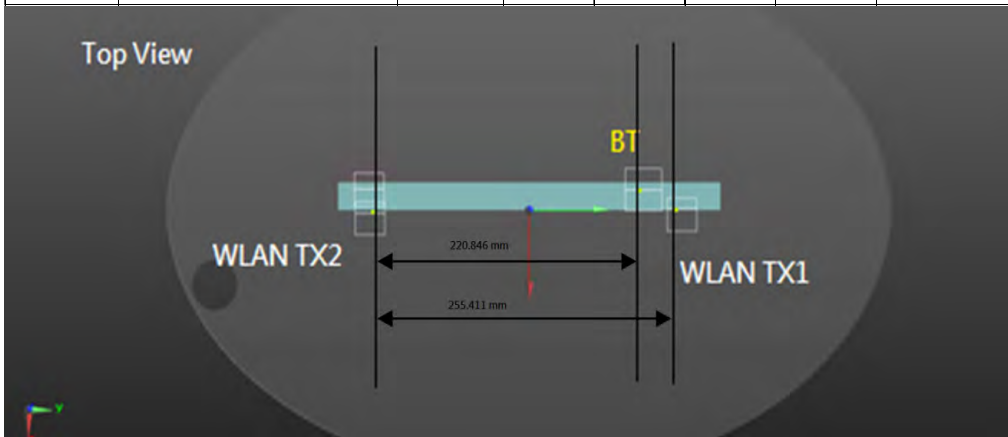 Top View
BT
WLAN TX2
220.846 mm
WLAN TX1
255.411 mm
Y